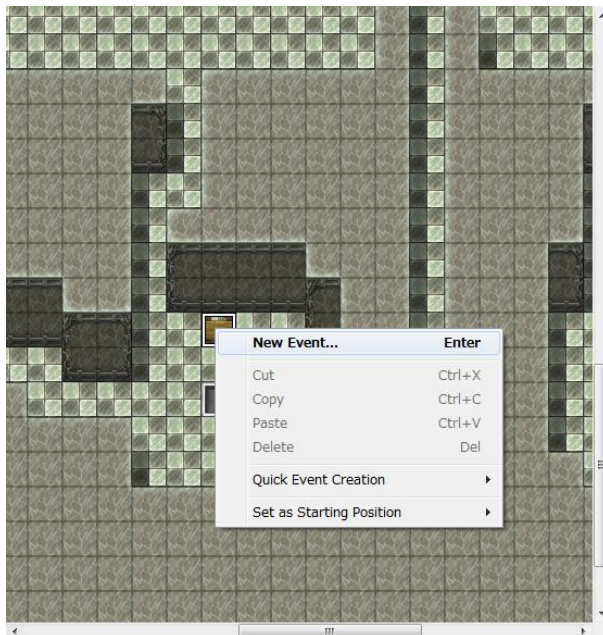 New Event... Enter
Cut Ctrl+X
Copy Ctrl+C
Paste Ctrl+V
Delete Del
Quick Event Creation
Set as Starting Position